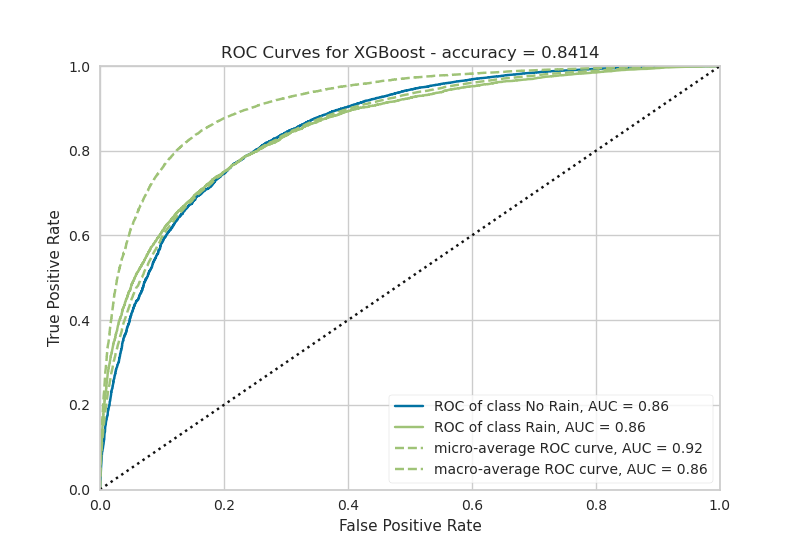 ROC Curves for XGBoost - accuracy = 0.8414
1.0
0.8
0.6
0.4
0.2
0.0
True Positive Rate
ROC of class No Rain, AUC = 0.86
ROC of class Rain, AUC = 0.86
micro-average ROC curve, AUC = 0.92
macro-average ROC curve, AUC = 0.86
0.0 0.2 0.4 0.6 0.8 1.0
False Positive Rate